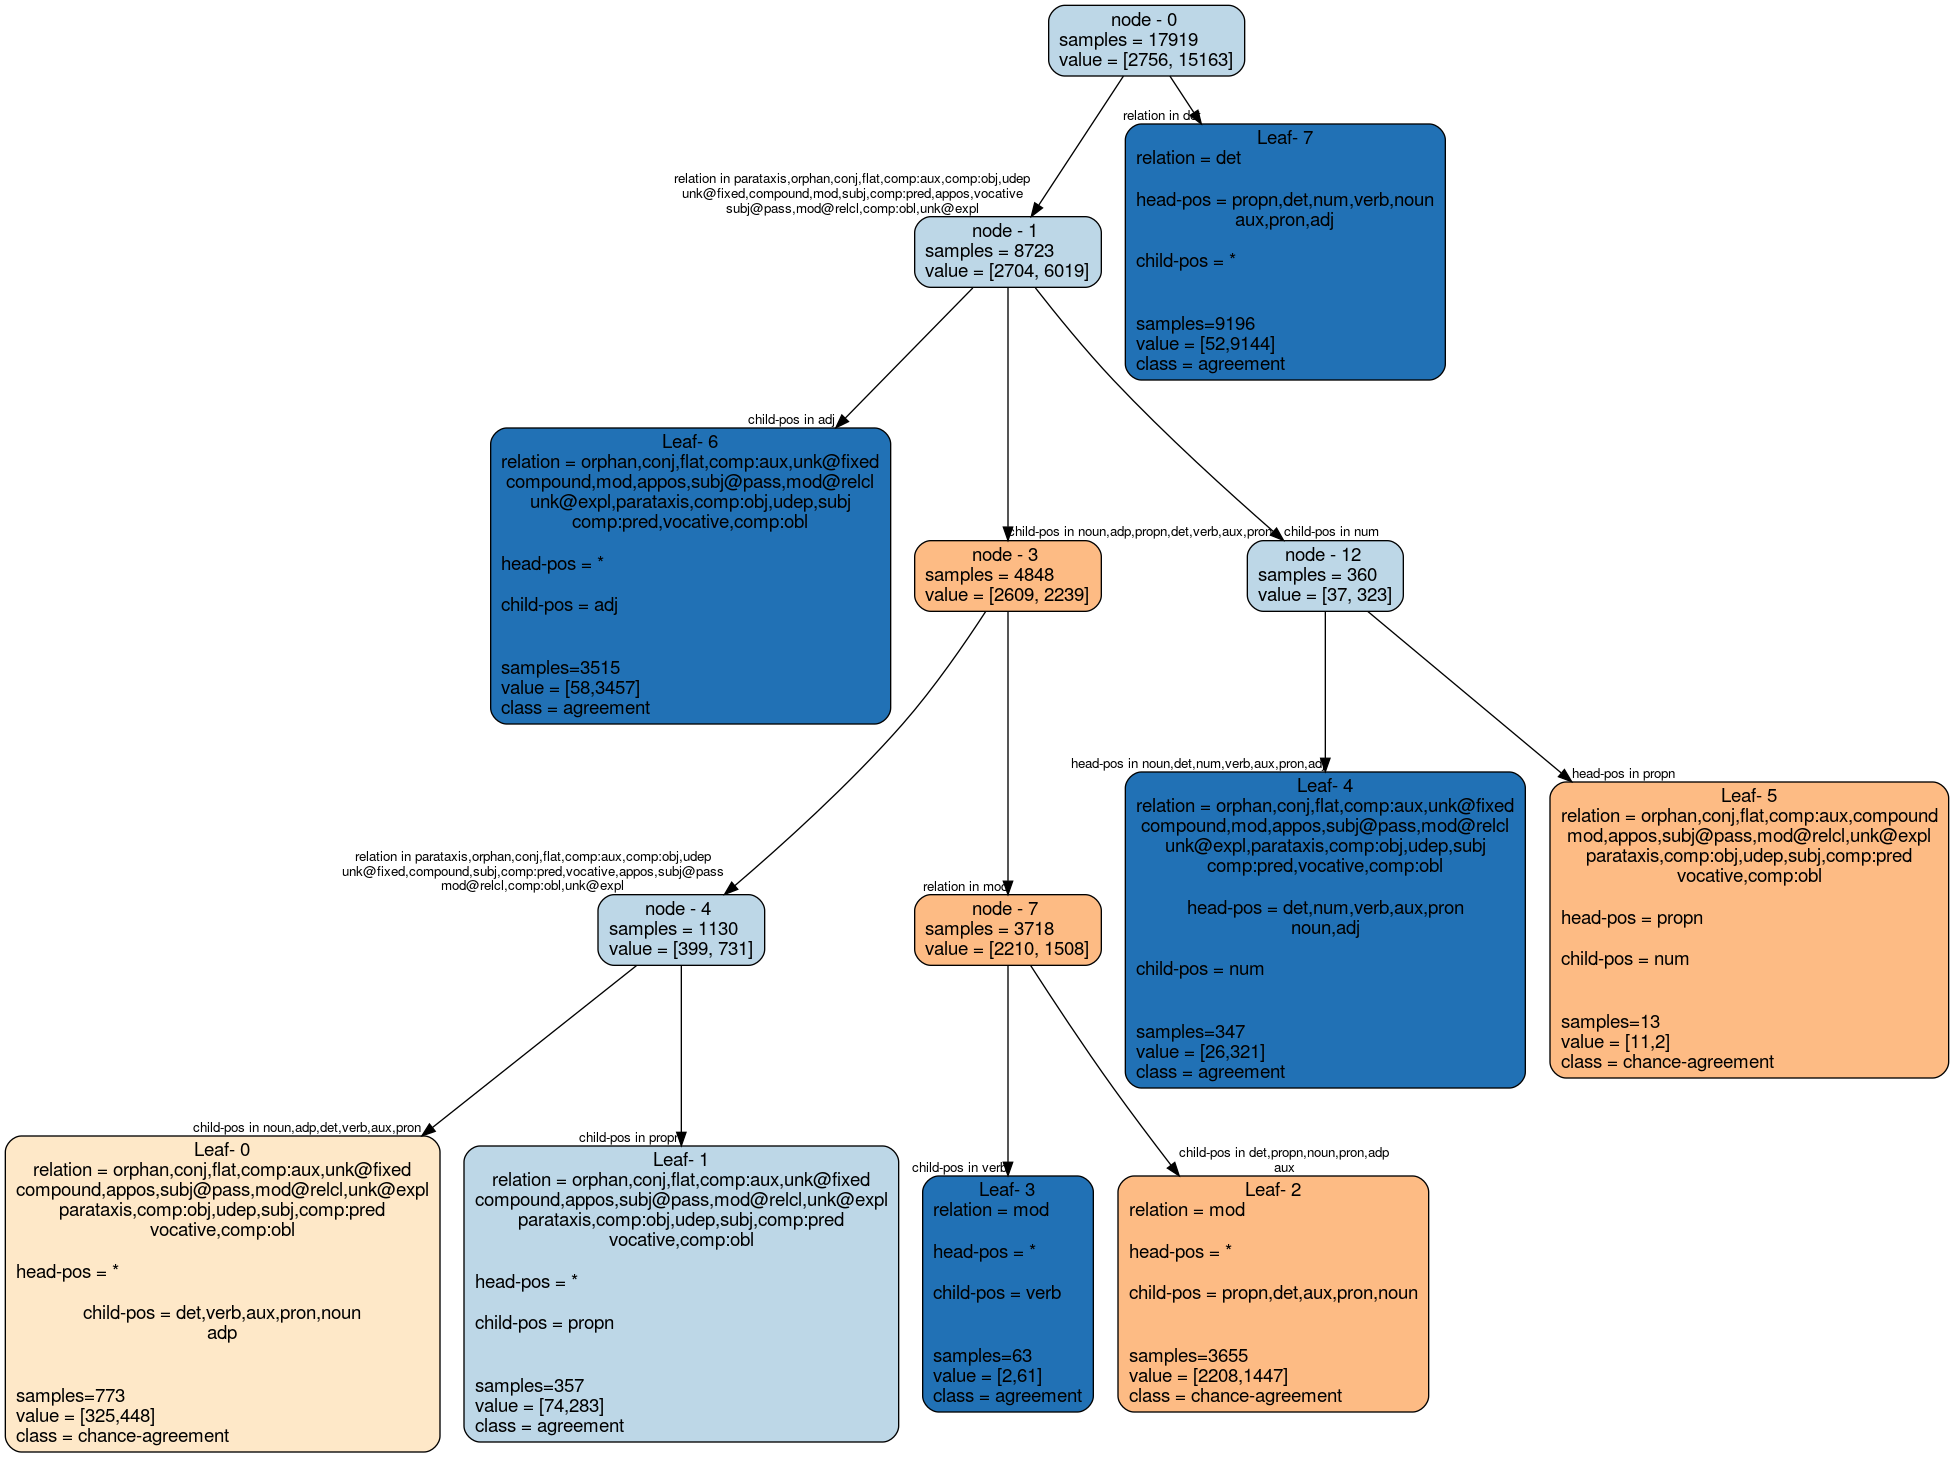 node - 0
samples = 17919
value = [2756, 15163]
relation in det
Leaf- 7
relation = det
head-pos = propn,det,num,verb,noun
aux,pron,adj
child-pos = *
samples=9196
value = [52,9144]
class = agreement
relation in parataxis,orphan,conj,flat,comp:aux,comp:obj,udep
unk@fixed,compound,mod,subj,comp:pred,appos,vocative
subj@pass,mod@relcl,comp:obl,unk@expl
node - 1
samples = 8723
value = [2704, 6019]
child-pos in adj
Leaf- 6
relation = orphan,conj,flat,comp:aux,unk@fixed
compound,mod,appos,subj@pass,mod@relcl
unk@expl,parataxis,comp:obj,udep,subj
comp:pred,vocative,comp:obl
head-pos = *
child-pos = adj
samples=3515
value = [58,3457]
class = agreement
child-pos in noun,adp,propn,det,verb,aux,pron
node - 3
samples = 4848
value = [2609, 2239]
child-pos in num
node - 12
samples = 360
value = [37, 323]
head-pos in noun,det,num,verb,aux,pron,adj
Leaf- 4
relation = orphan,conj,flat,comp:aux,unk@fixed
compound,mod,appos,subj@pass,mod@relcl
unk@expl,parataxis,comp:obj,udep,subj
comp:pred,vocative,comp:obl
head-pos = det,num,verb,aux,pron
noun,adj
child-pos = num
samples=347
value = [26,321]
class = agreement
head-pos in propn
Leaf- 5
relation = orphan,conj,flat,comp:aux,compound
mod,appos,subj@pass,mod@relcl,unk@expl
parataxis,comp:obj,udep,subj,comp:pred
vocative,comp:obl
head-pos = propn
child-pos = num
samples=13
value = [11,2]
class = chance-agreement
relation in parataxis,orphan,conj,flat,comp:aux,comp:obj,udep
unk@fixed,compound,subj,comp:pred,vocative,appos,subj@pass
mod@relcl,comp:obl,unk@expl
node - 4
samples = 1130
value = [399, 731]
relation in mod
node - 7
samples = 3718
value = [2210, 1508]
child-pos in noun,adp,det,verb,aux,pron
Leaf- 0
relation = orphan,conj,flat,comp:aux,unk@fixed
compound,appos,subj@pass,mod@relcl,unk@expl
parataxis,comp:obj,udep,subj,comp:pred
vocative,comp:obl
head-pos = *
child-pos = det,verb,aux,pron,noun
adp
samples=773
value = [325,448]
class = chance-agreement
child-pos in propn
Leaf- 1
relation = orphan,conj,flat,comp:aux,unk@fixed
compound,appos,subj@pass,mod@relcl,unk@expl
parataxis,comp:obj,udep,subj,comp:pred
vocative,comp:obl
head-pos = *
child-pos = propn
samples=357
value = [74,283]
class = agreement
child-pos in verb
Leaf- 3
relation = mod
head-pos = *
child-pos = verb
samples=63
value = [2,61]
class = agreement
child-pos in det,propn,noun,pron,adp
aux
Leaf- 2
relation = mod
head-pos = *
child-pos = propn,det,aux,pron,noun
samples=3655
value = [2208,1447]
class = chance-agreement